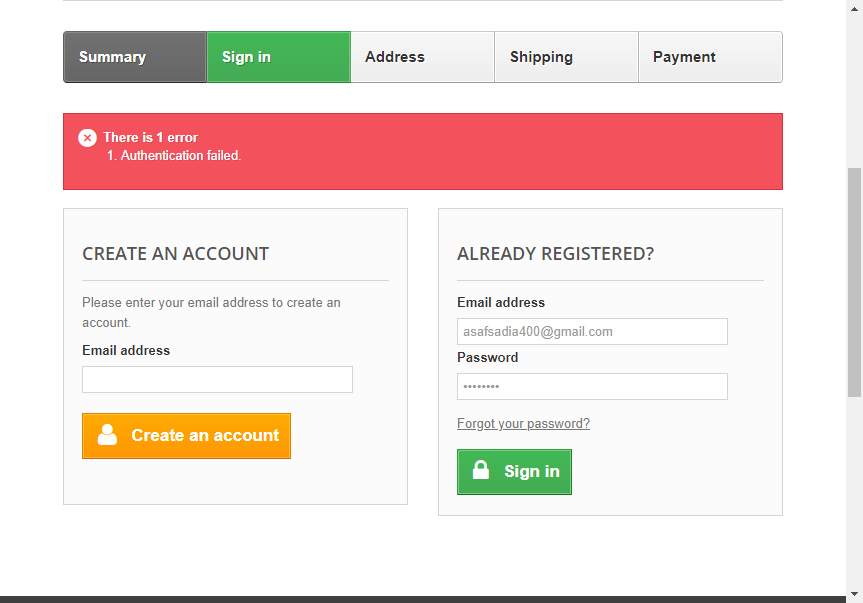 Summary
Sign in
Address
Shipping
Payment
There is 1 error
1. Authentication failed.
CREATE AN ACCOUNT
Please enter your email address to create an
account.
Email address
Create an account
ALREADY REGISTERED?
Email address
asafsadia400@gmail.com
Password
••••••••
Forgot your password?
Sign in